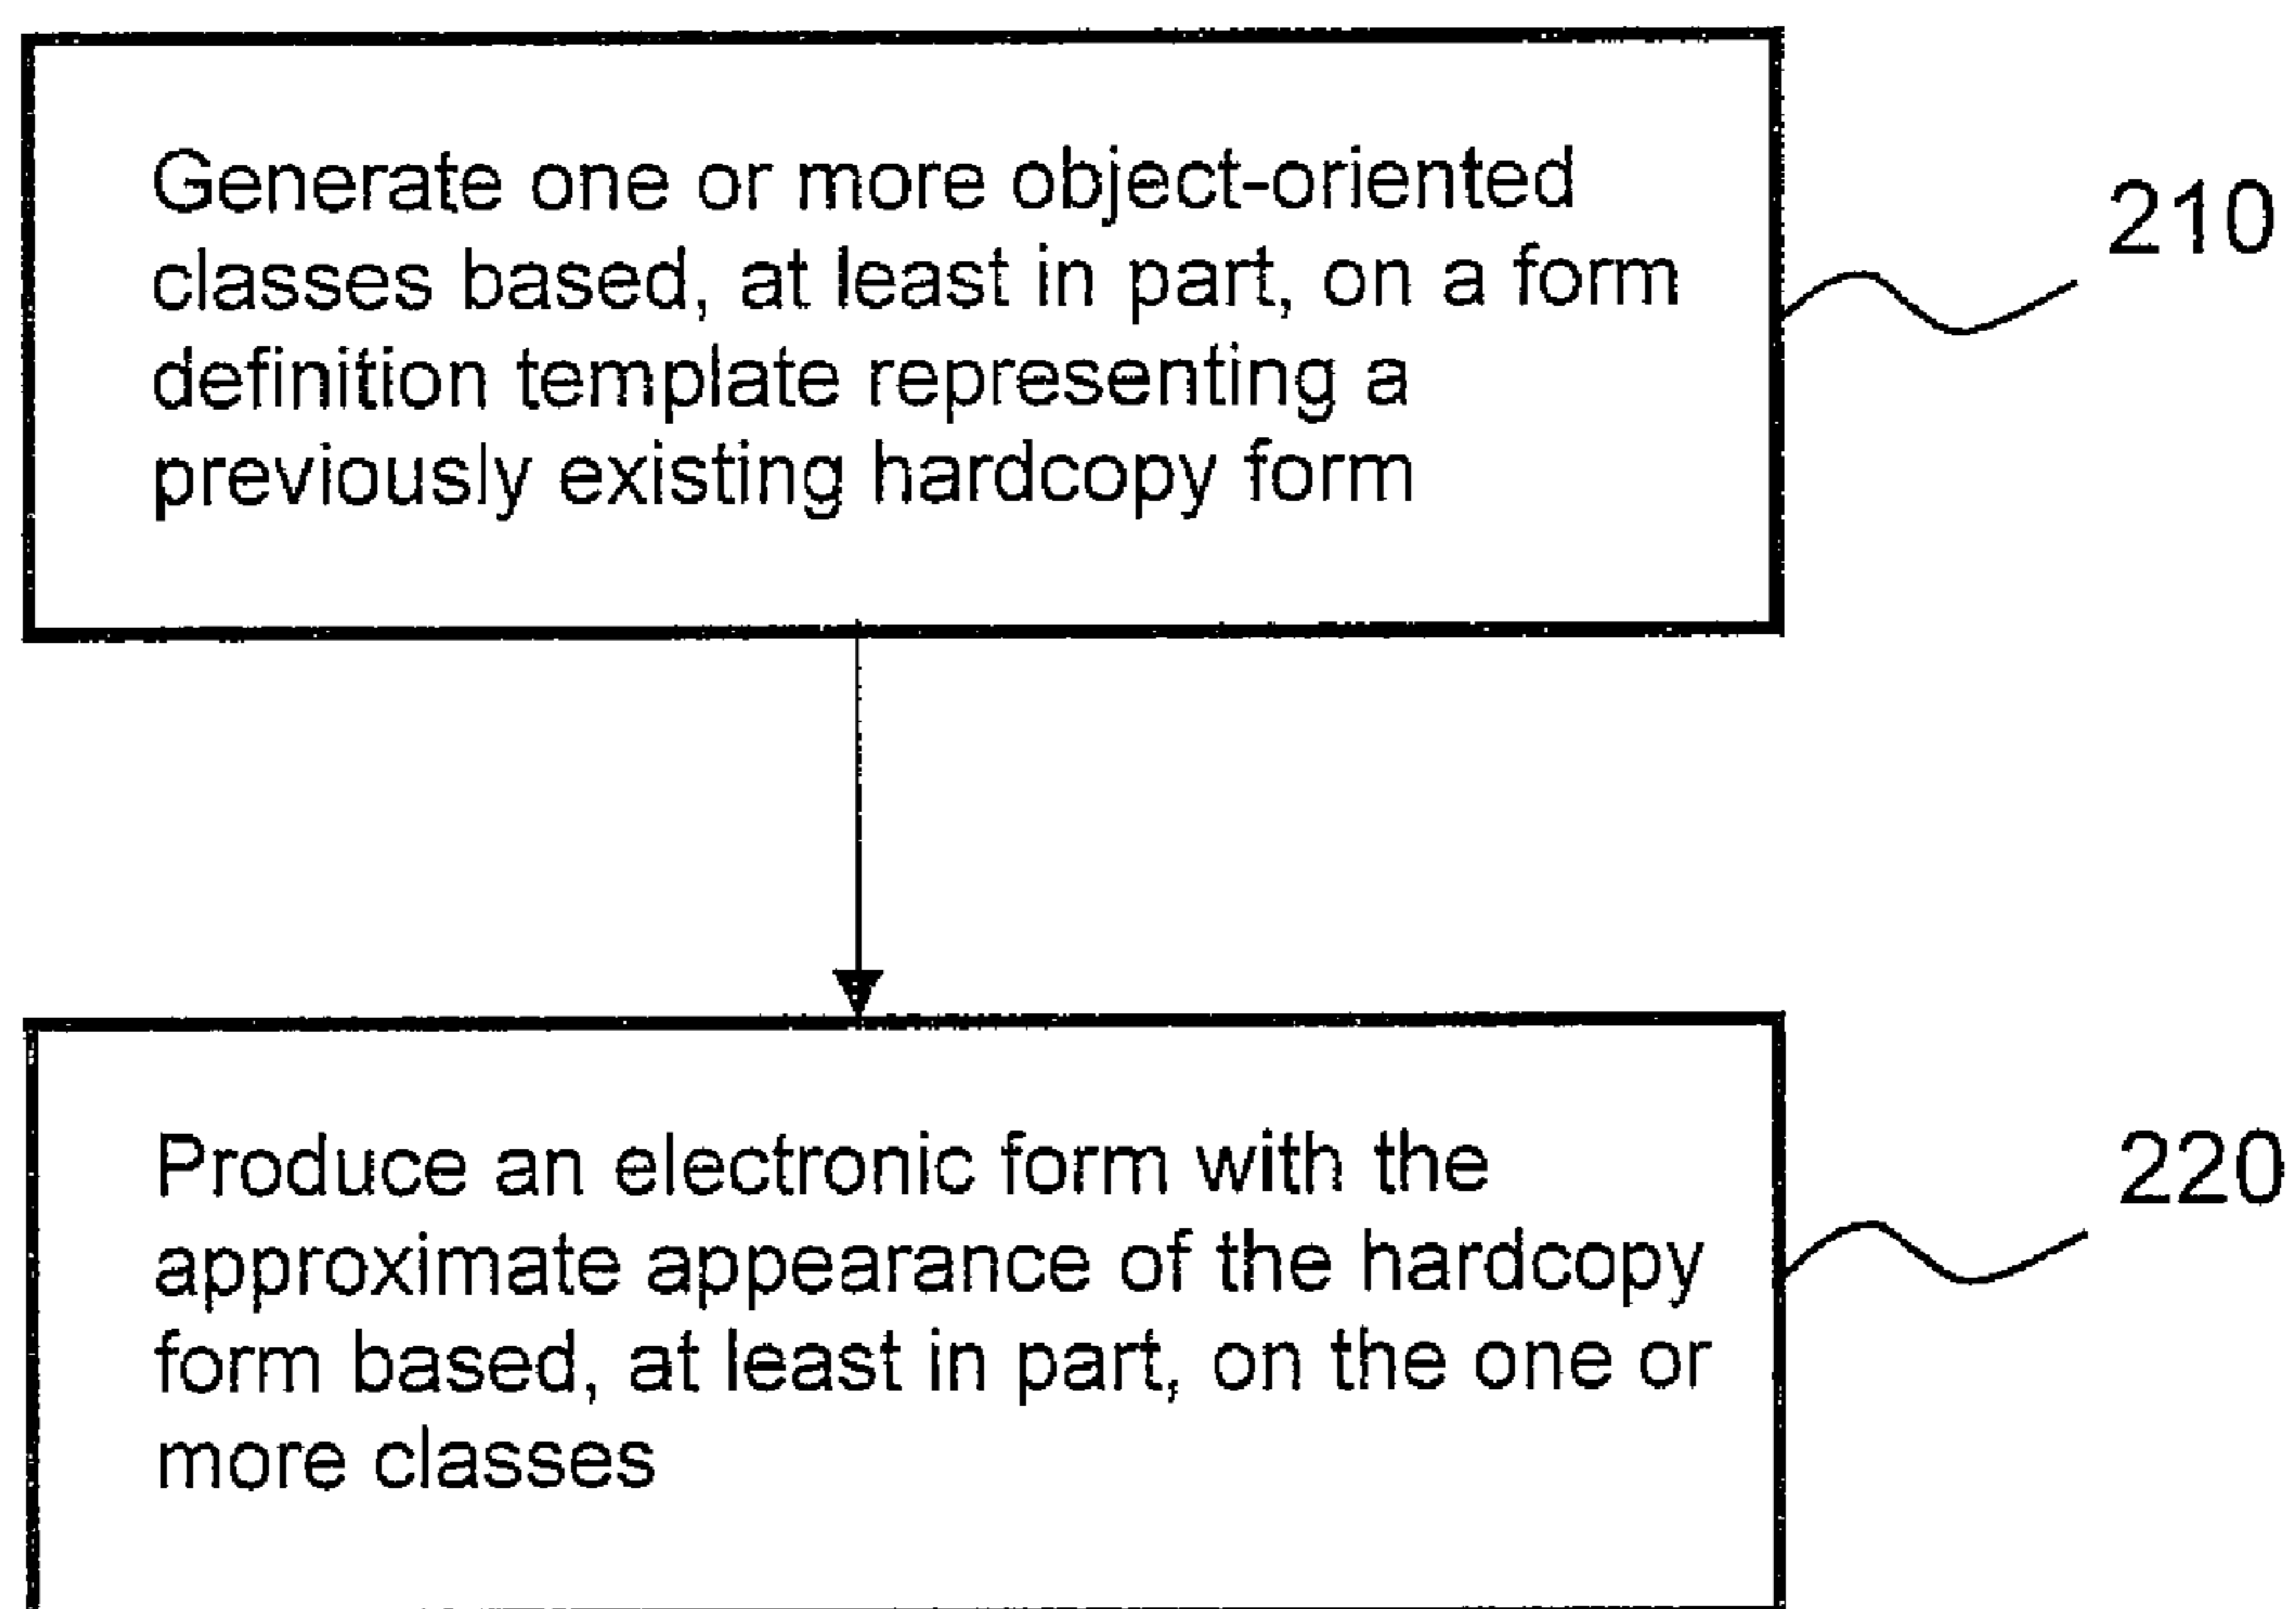 Generate one or more object-oriented
classes based, at least in part, on a form
definition template representing a
previously existing hardcopy form
210
Produce an electronic form with the
approximate appearance of the hardcopy
form based, at least in part, on the one or
more classes
220